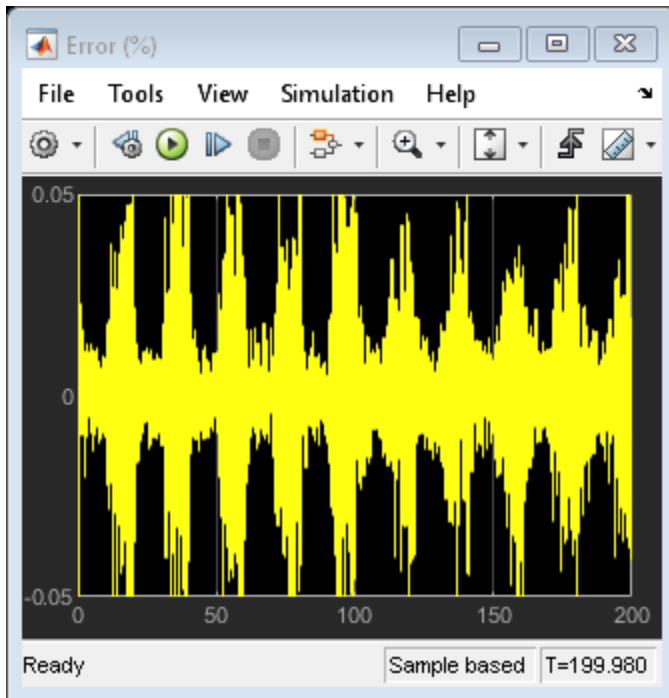 Error (%)
File Tools View Simulation Help
0.05
0
-0.05
0 50 100 150 200
Ready Sample based T=199.980